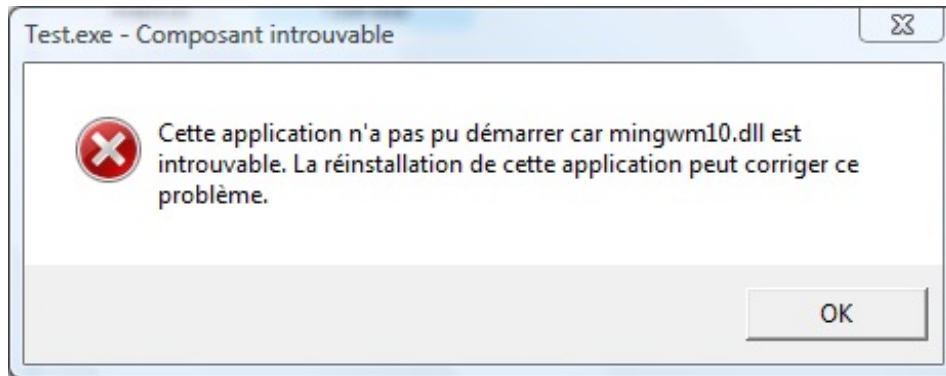 Test.exe - Composant introuvable
Cette application n'a pas pu démarrer car mingwm10.dll est
introuvable. La réinstallation de cette application peut corriger ce
problème.
OK